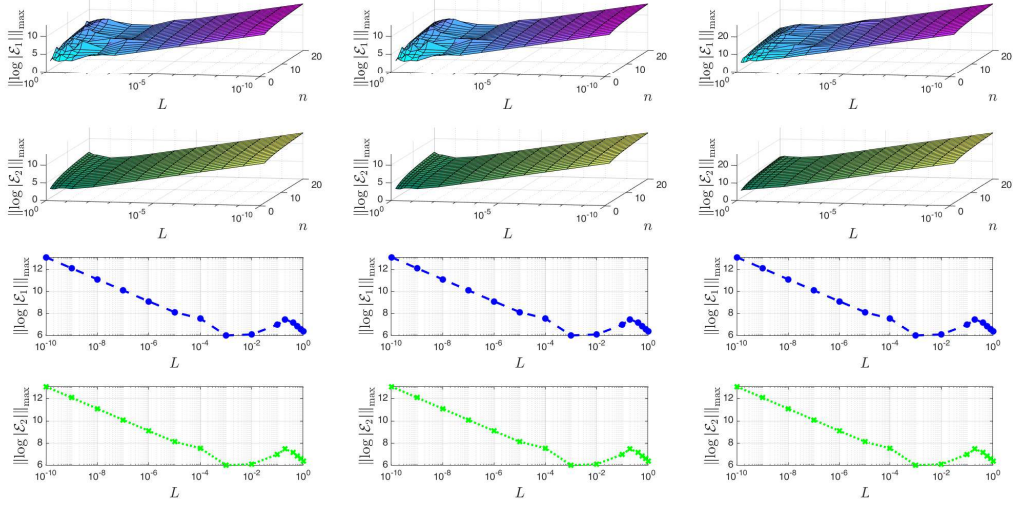 ‖log |ℰ₁|‖max 10 5 0 10⁰ 10⁻⁵ 10⁻¹⁰ L 0 10 20 n
‖log |ℰ₁|‖max 10 5 0 10⁰ 10⁻⁵ 10⁻¹⁰ L 0 10 20 n
‖log |ℰ₁|‖max 20 10 0 10⁰ 10⁻⁵ 10⁻¹⁰ L 0 10 20 n
‖log |ℰ₂|‖max 10 5 0 10⁰ 10⁻⁵ 10⁻¹⁰ L 0 10 20 n
‖log |ℰ₂|‖max 10 5 0 10⁰ 10⁻⁵ 10⁻¹⁰ L 0 10 20 n
‖log |ℰ₂|‖max 20 10 0 10⁰ 10⁻⁵ 10⁻¹⁰ L 0 10 20 n
‖log |ℰ₁|‖max 12 10 8 6 10⁻¹⁰ 10⁻⁸ 10⁻⁶ 10⁻⁴ 10⁻² 10⁰ L
‖log |ℰ₁|‖max 12 10 8 6 10⁻¹⁰ 10⁻⁸ 10⁻⁶ 10⁻⁴ 10⁻² 10⁰ L
‖log |ℰ₁|‖max 12 10 8 6 10⁻¹⁰ 10⁻⁸ 10⁻⁶ 10⁻⁴ 10⁻² 10⁰ L
‖log |ℰ₂|‖max 12 10 8 6 10⁻¹⁰ 10⁻⁸ 10⁻⁶ 10⁻⁴ 10⁻² 10⁰ L
‖log |ℰ₂|‖max 12 10 8 6 10⁻¹⁰ 10⁻⁸ 10⁻⁶ 10⁻⁴ 10⁻² 10⁰ L
‖log |ℰ₂|‖max 12 10 8 6 10⁻¹⁰ 10⁻⁸ 10⁻⁶ 10⁻⁴ 10⁻² 10⁰ L